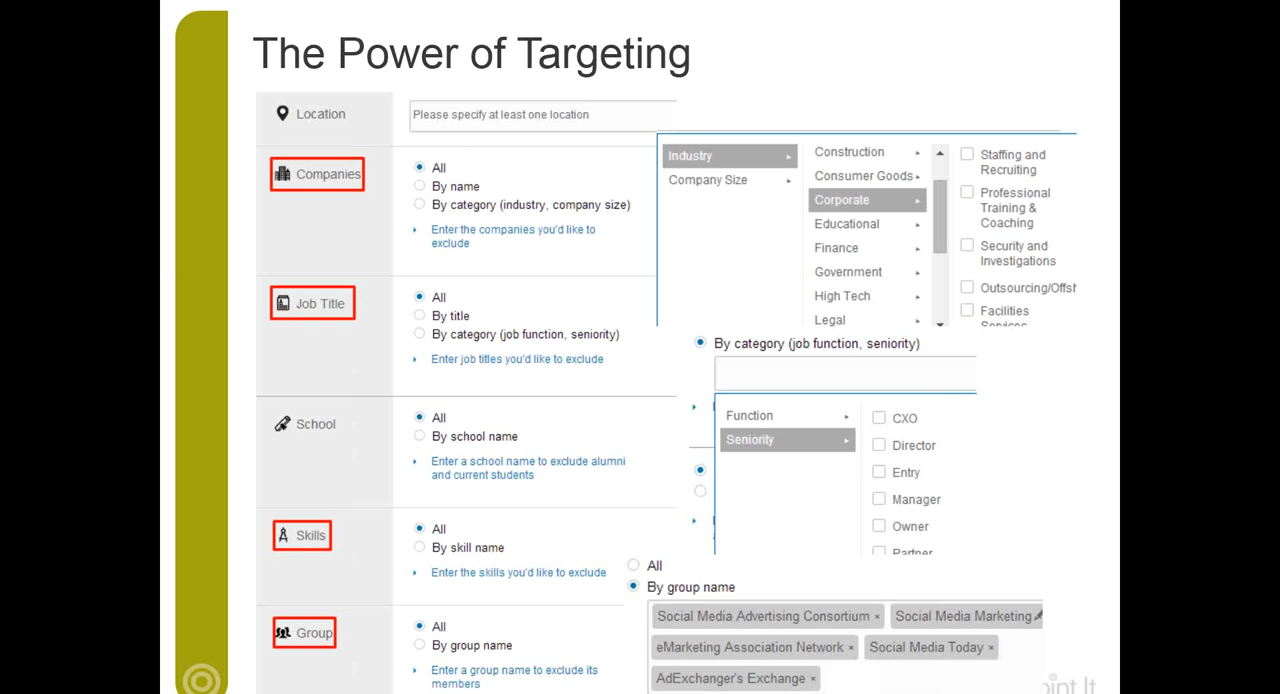 The Power of Targeting
Location
Please specify at least one location
Companies
All
By name
By category (industry, company size)
Enter the companies you'd like to
exclude
Industry
Company Size
Construction
Consumer Goods
Corporate
Educational
Finance
Government
High Tech
Legal
Staffing and
Recruiting
Professional
Training &
Coaching
Security and
Investigations
Outsourcing/Offsh
Facilities
Services
Job Title
All
By title
By category (job function, seniority)
Enter job titles you'd like to exclude
By category (job function, seniority)
Function
Seniority
CXO
Director
Entry
Manager
Owner
Partner
School
All
By school name
Enter a school name to exclude alumni
and current students
Skills
All
By skill name
Enter the skills you'd like to exclude
Group
All
By group name
Enter a group name to exclude its
members
All
By group name
Social Media Advertising Consortium ×
Social Media Marketing
eMarketing Association Network ×
Social Media Today ×
AdExchanger's Exchange ×
oint It